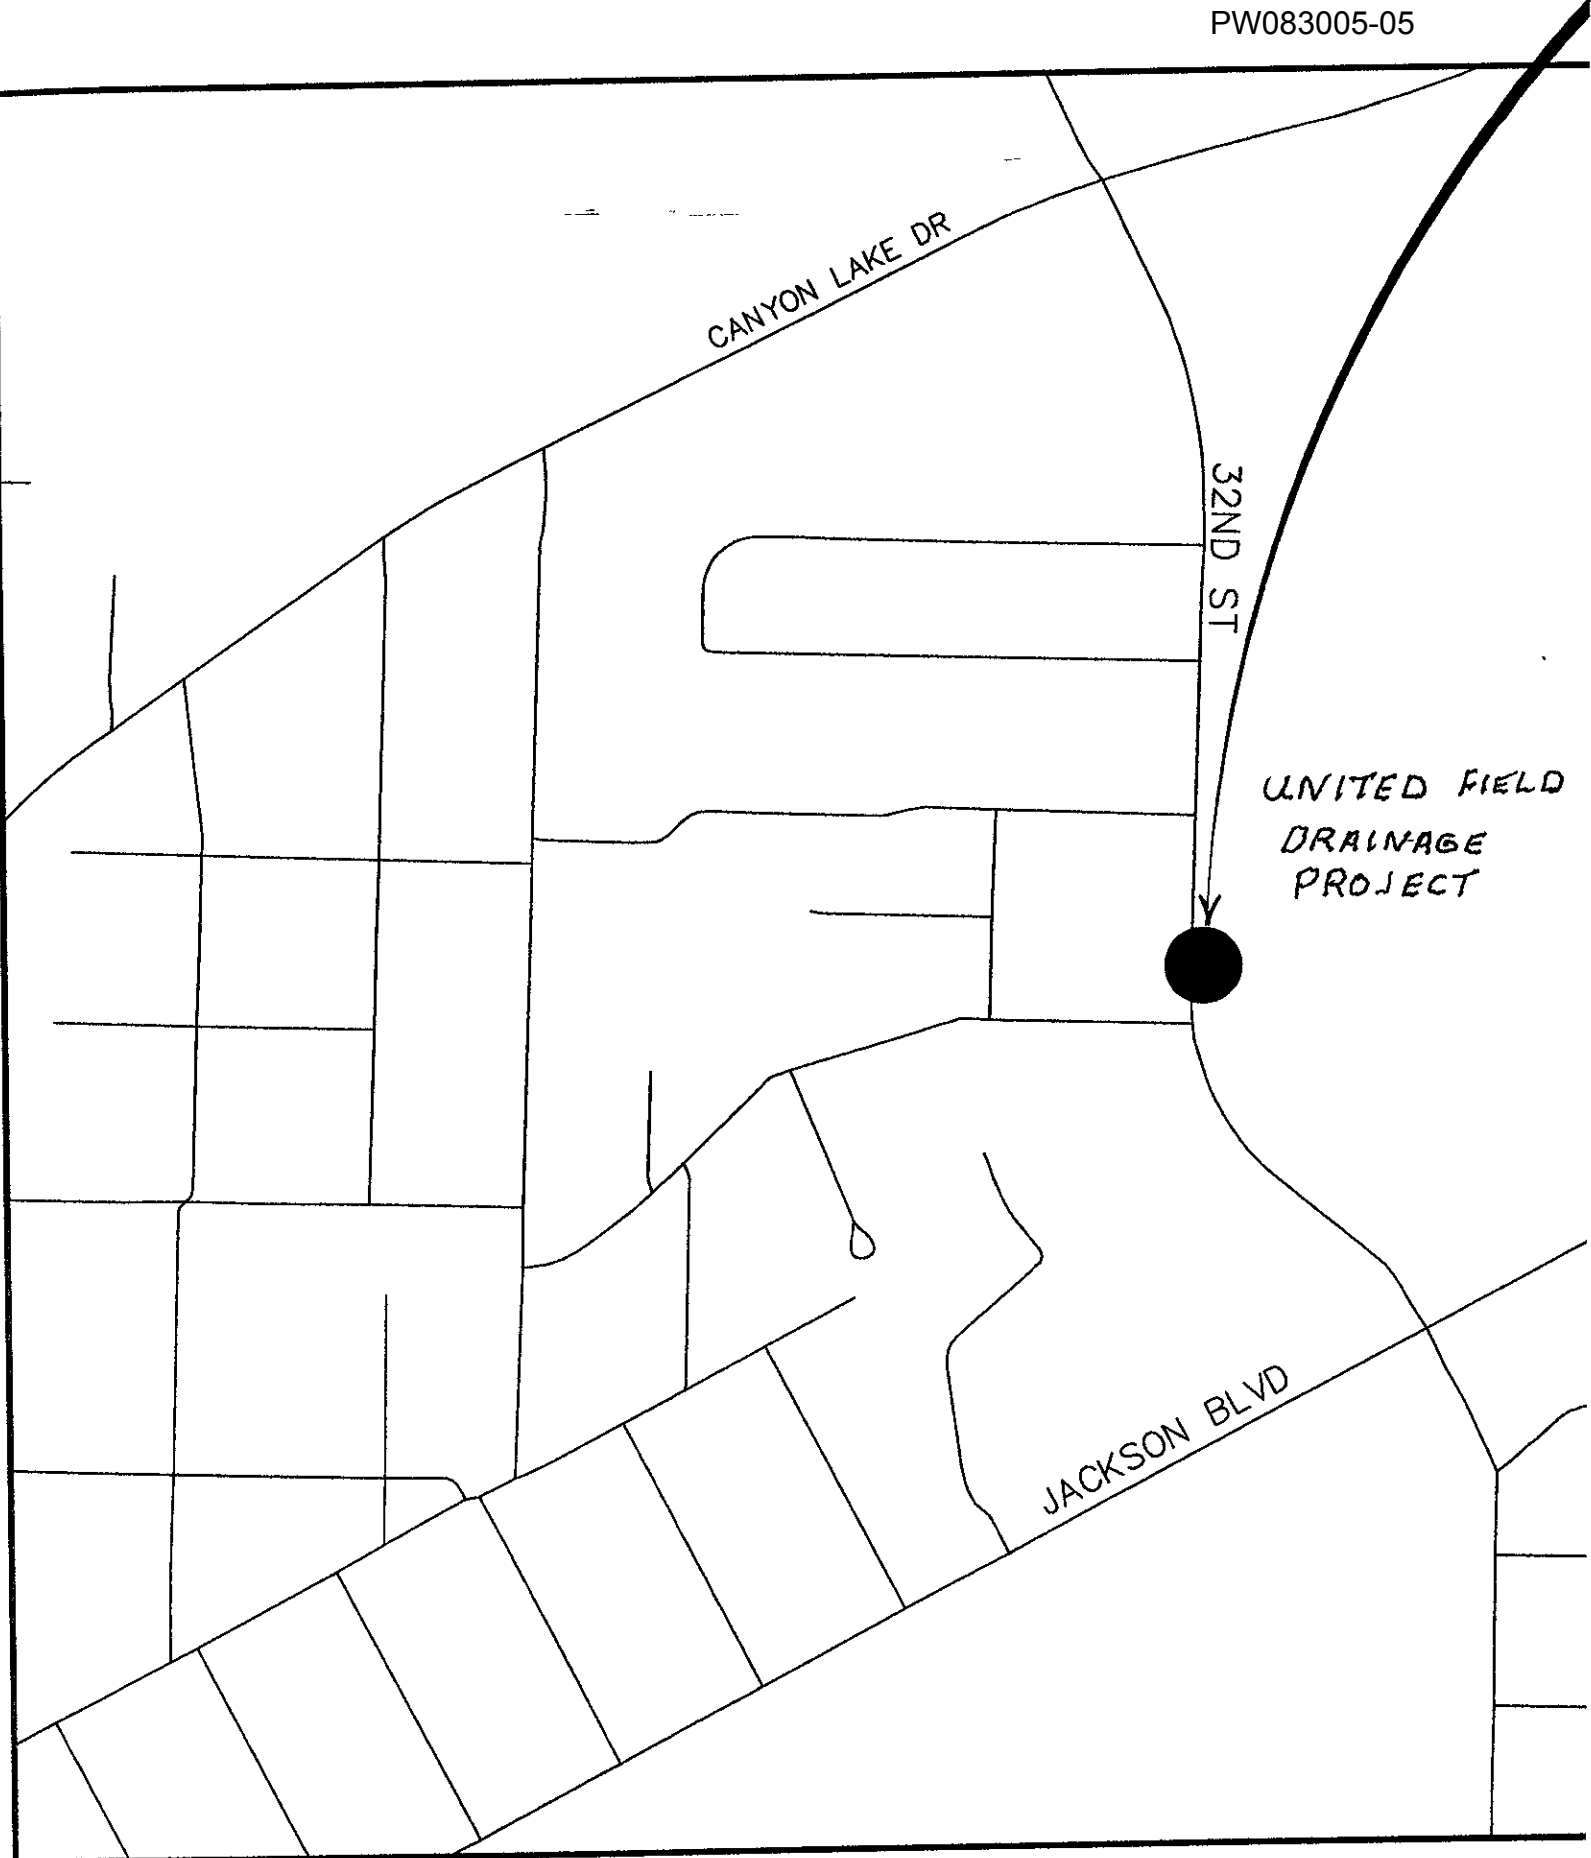 PW083005-05
CANYON LAKE DR
32ND ST
UNITED FIELD
DRAINAGE
PROJECT
JACKSON BLVD